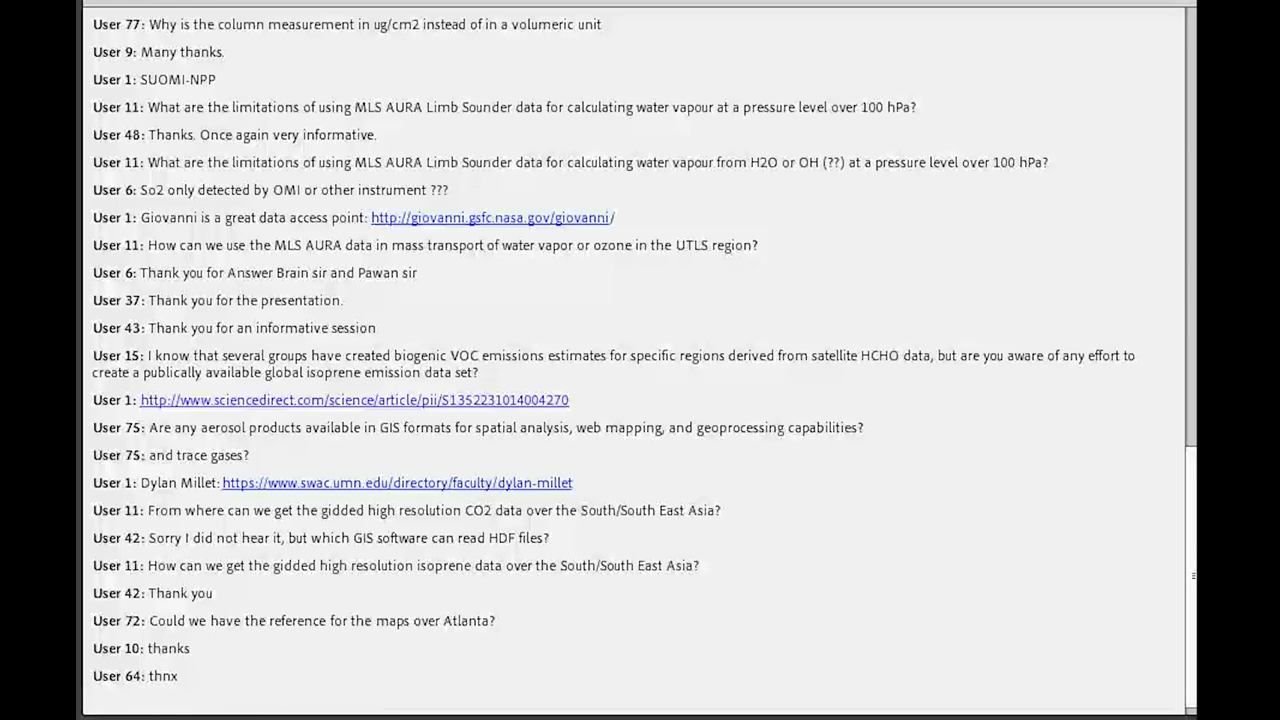 User 77: Why is the column measurement in ug/cm2 instead of in a volumeric unit
User 9: Many thanks.
User 1: SUOMI-NPP
User 11: What are the limitations of using MLS AURA Limb Sounder data for calculating water vapour at a pressure level over 100 hPa?
User 48: Thanks. Once again very informative.
User 11: What are the limitations of using MLS AURA Limb Sounder data for calculating water vapour from H2O or OH (??) at a pressure level over 100 hPa?
User 6: So2 only detected by OMI or other instrument ???
User 1: Giovanni is a great data access point: http://giovanni.gsfc.nasa.gov/giovanni/
User 11: How can we use the MLS AURA data in mass transport of water vapor or ozone in the UTLS region?
User 6: Thank you for Answer Brain sir and Pawan sir
User 37: Thank you for the presentation.
User 43: Thank you for an informative session
User 15: I know that several groups have created biogenic VOC emissions estimates for specific regions derived from satellite HCHO data, but are you aware of any effort to
create a publically available global isoprene emission data set?
User 1: http://www.sciencedirect.com/science/article/pii/S1352231014004270
User 75: Are any aerosol products available in GIS formats for spatial analysis, web mapping, and geoprocessing capabilities?
User 75: and trace gases?
User 1: Dylan Millet: https://www.swac.umn.edu/directory/faculty/dylan-millet
User 11: From where can we get the gidded high resolution CO2 data over the South/South East Asia?
User 42: Sorry I did not hear it, but which GIS software can read HDF files?
User 11: How can we get the gidded high resolution isoprene data over the South/South East Asia?
User 42: Thank you
User 72: Could we have the reference for the maps over Atlanta?
User 10: thanks
User 64: thnx